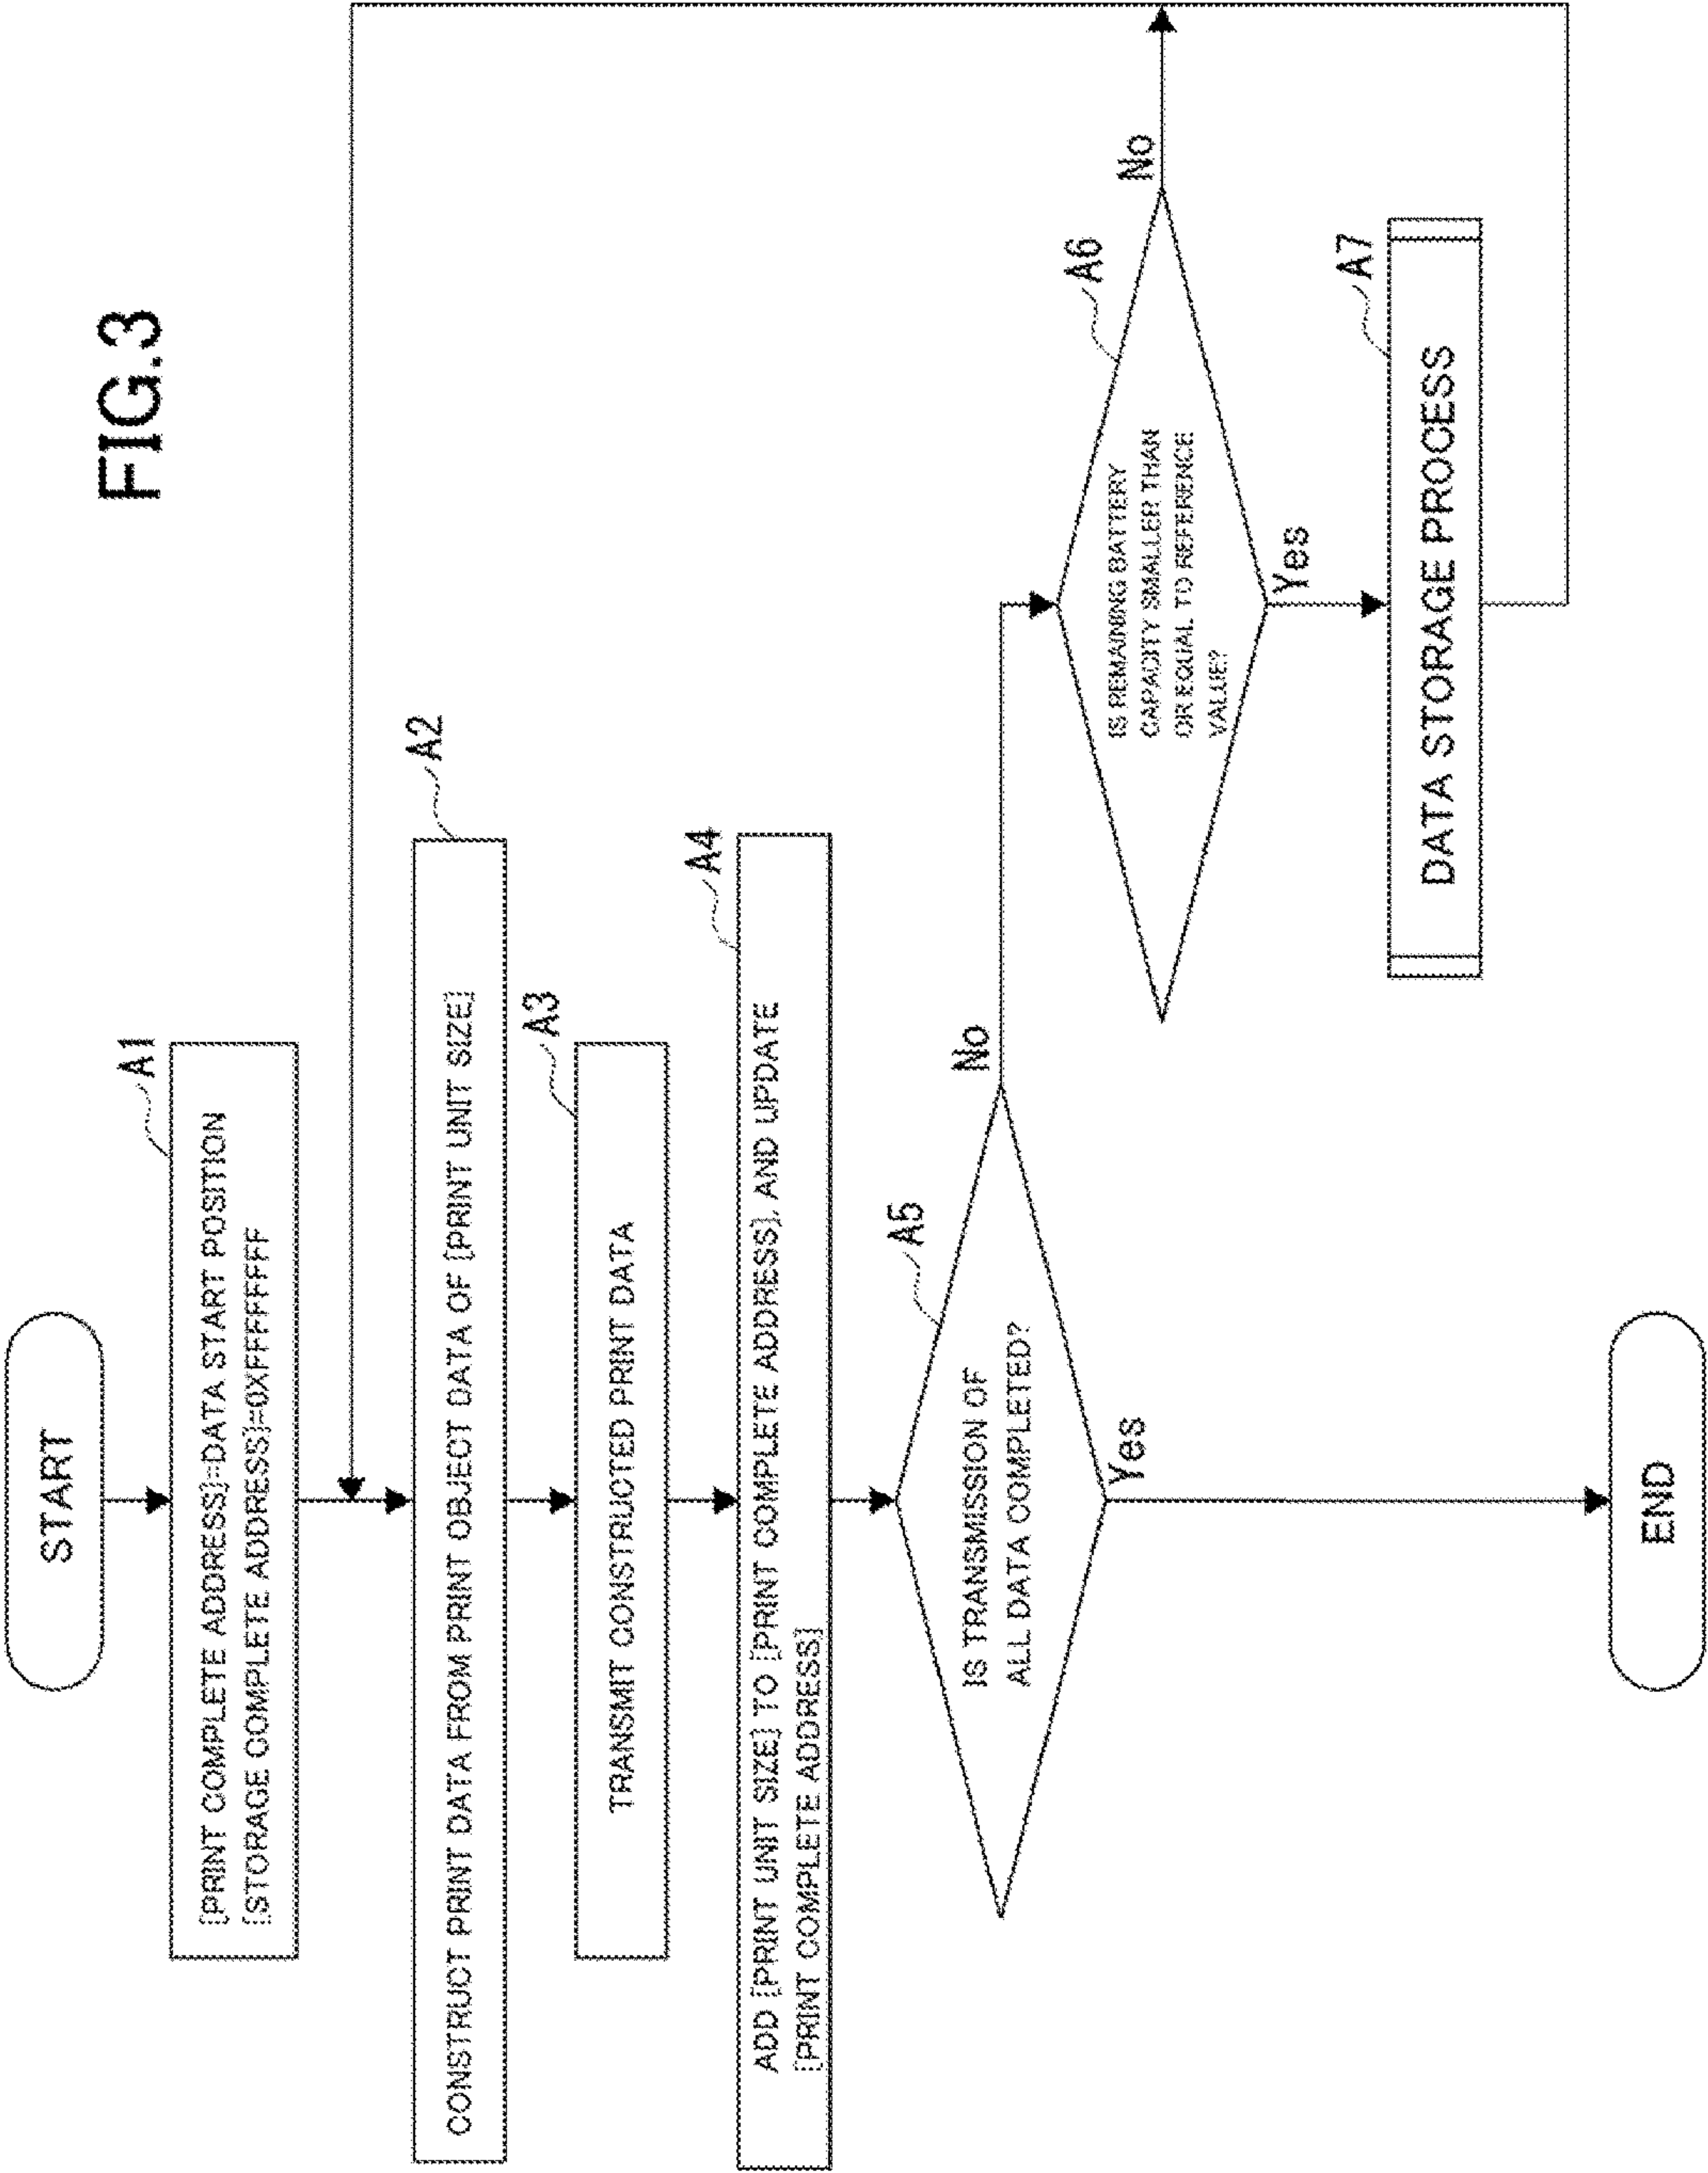 FIG.3
START
A1
[PRINT COMPLETE ADDRESS]=DATA START POSITION
[STORAGE COMPLETE ADDRESS]=0XFFFFFFFF
A2
CONSTRUCT PRINT DATA FROM PRINT OBJECT DATA OF [PRINT UNIT SIZE]
A3
TRANSMIT CONSTRUCTED PRINT DATA
A4
ADD [PRINT UNIT SIZE] TO [PRINT COMPLETE ADDRESS], AND UPDATE
[PRINT COMPLETE ADDRESS]
A5
IS TRANSMISSION OF
ALL DATA COMPLETED?
No
Yes
A6
IS REMAINING BATTERY
CAPACITY SMALLER THAN
OR EQUAL TO REFERENCE
VALUE?
No
Yes
A7
DATA STORAGE PROCESS
END